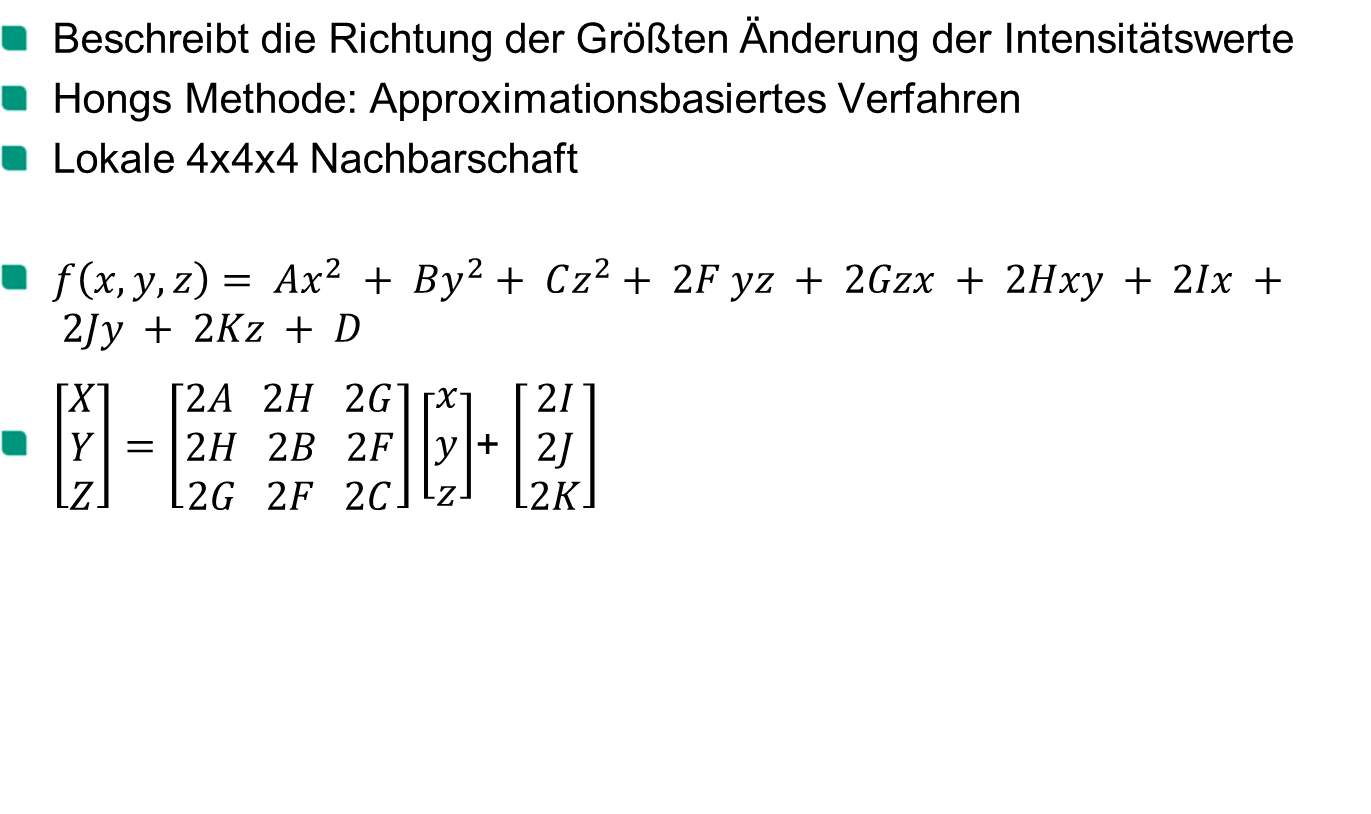 Beschreibt die Richtung der Größten Änderung der Intensitätswerte
Hongs Methode: Approximationsbasiertes Verfahren
Lokale 4x4x4 Nachbarschaft
f(x, y, z) = Ax² + By² + Cz² + 2F yz + 2Gzx + 2Hxy + 2Ix +
2Jy + 2Kz + D
[X] [2A 2H 2G] [x] [2I]
[Y] = [2H 2B 2F] [y] + [2J]
[Z] [2G 2F 2C] [z] [2K]